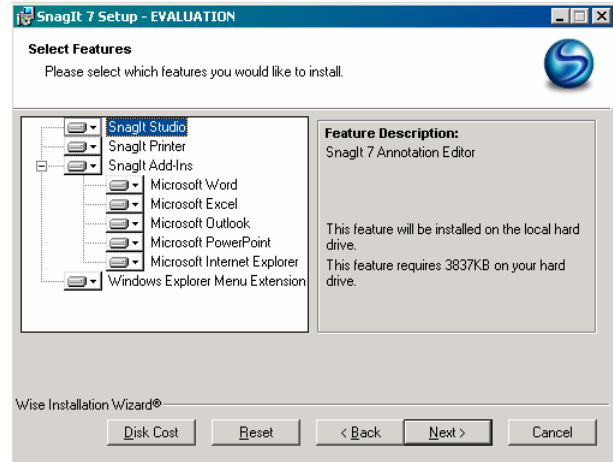 SnagIt 7 Setup - EVALUATION
Select Features
Please select which features you would like to install.
SnagIt Studio
SnagIt Printer
SnagIt Add-Ins
Microsoft Word
Microsoft Excel
Microsoft Outlook
Microsoft PowerPoint
Microsoft Internet Explorer
Windows Explorer Menu Extension
Feature Description:
SnagIt 7 Annotation Editor
This feature will be installed on the local hard
drive.
This feature requires 3837KB on your hard
drive.
Wise Installation Wizard®
Disk Cost
Reset
< Back
Next >
Cancel